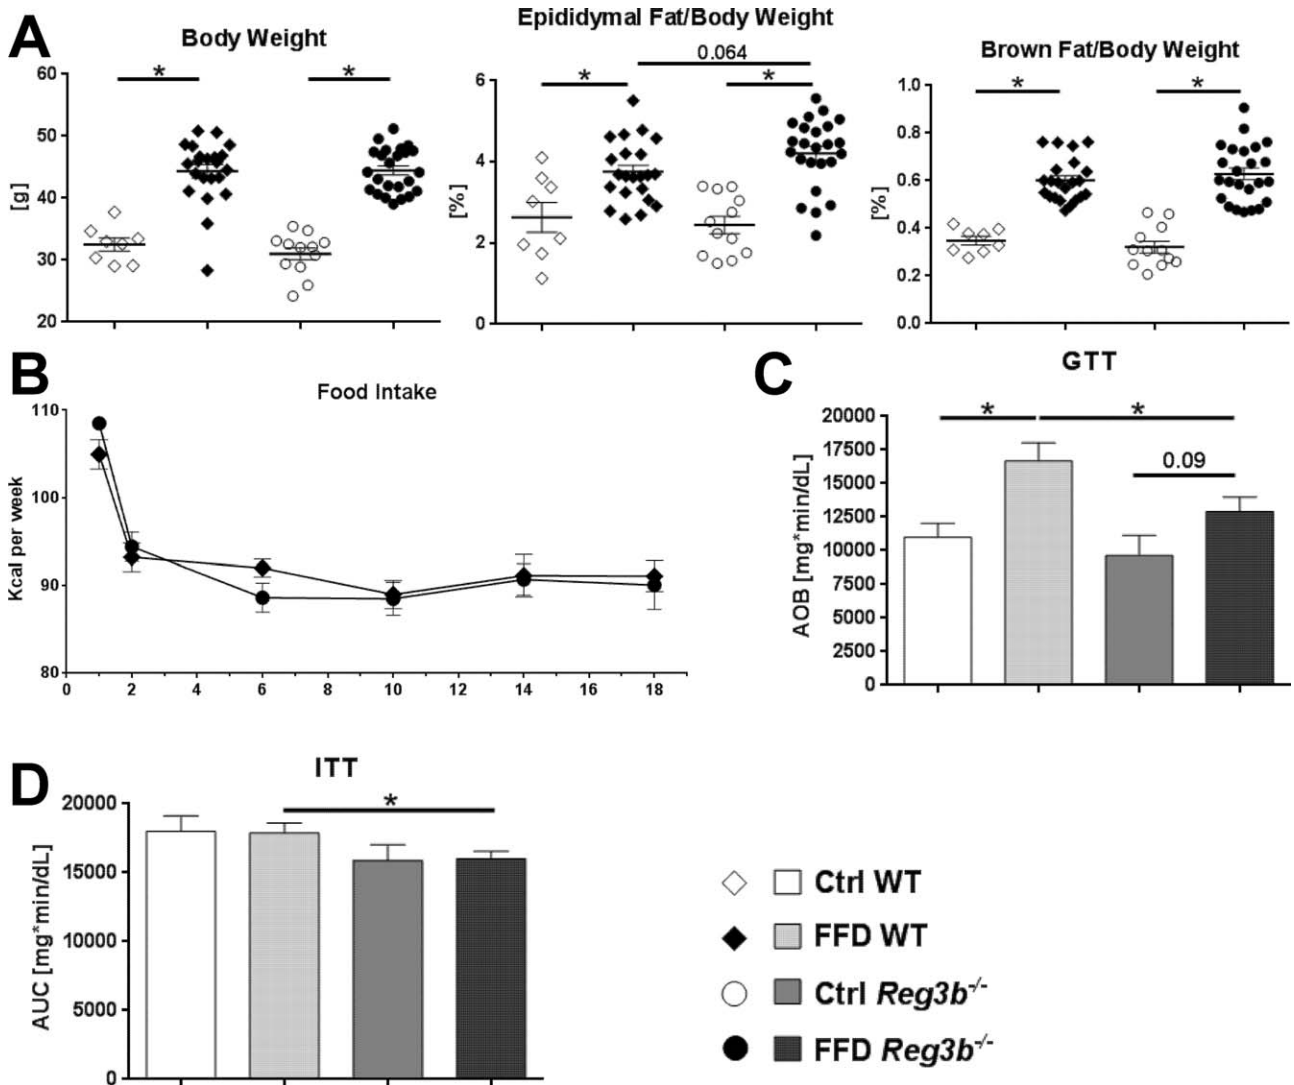 A
Body Weight
*
*
60
50
40
30
20
[g]
Epididymal Fat/Body Weight
0.064
*
*
6
4
2
0
[%]
Brown Fat/Body Weight
*
*
1.0
0.8
0.6
0.4
0.2
0.0
[%]
B
Food Intake
110
100
90
80
Kcal per week
0 2 4 6 8 10 12 14 16 18
C
GTT
*
*
0.09
20000
17500
15000
12500
10000
7500
5000
2500
0
AOB [mg*min/dL]
D
ITT
*
20000
15000
10000
5000
0
AUC [mg*min/dL]
Ctrl WT
FFD WT
Ctrl Reg3b-/-
FFD Reg3b-/-